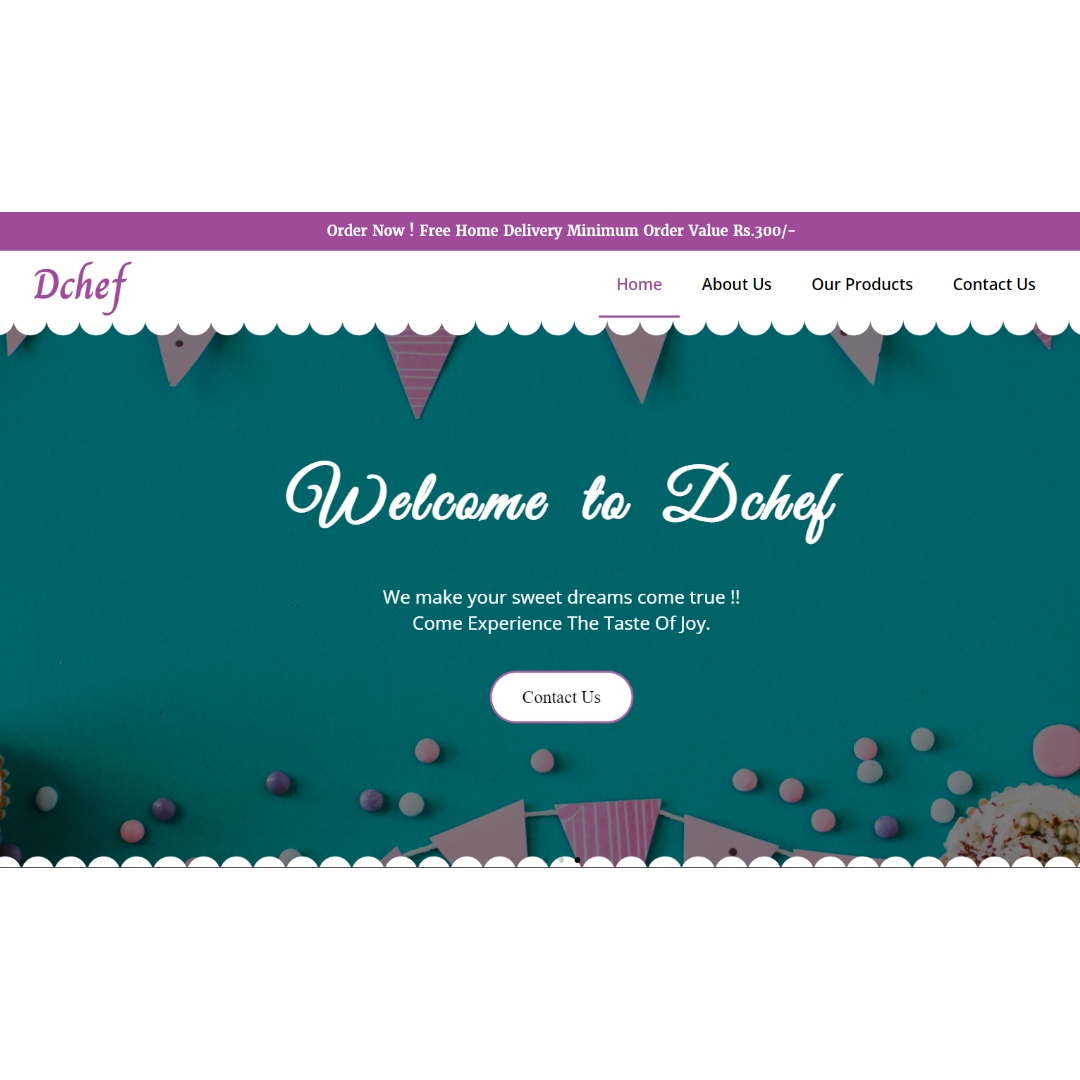 Order Now ! Free Home Delivery Minimum Order Value Rs.300/-
Dchef
Home About Us Our Products Contact Us
Welcome to Dchef
We make your sweet dreams come true !!
Come Experience The Taste Of Joy.
Contact Us